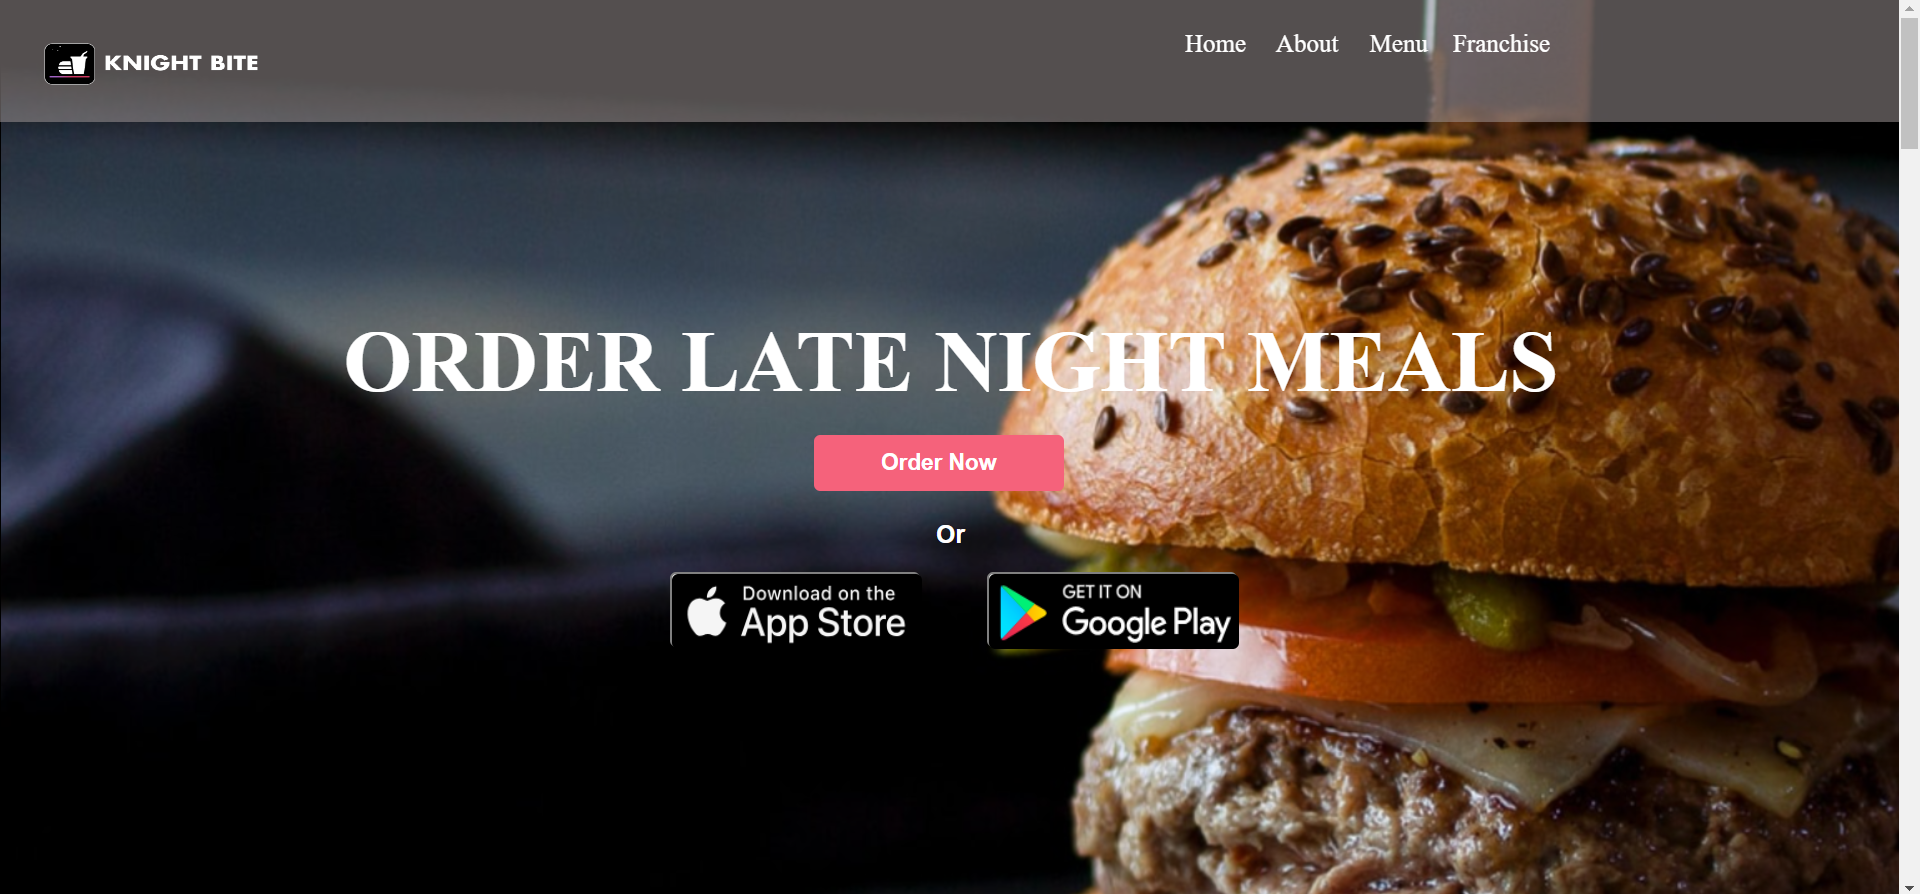 KNIGHT BITE
Home About Menu Franchise
ORDER LATE NIGHT MEALS
Order Now
Or
Download on the
App Store
GET IT ON
Google Play